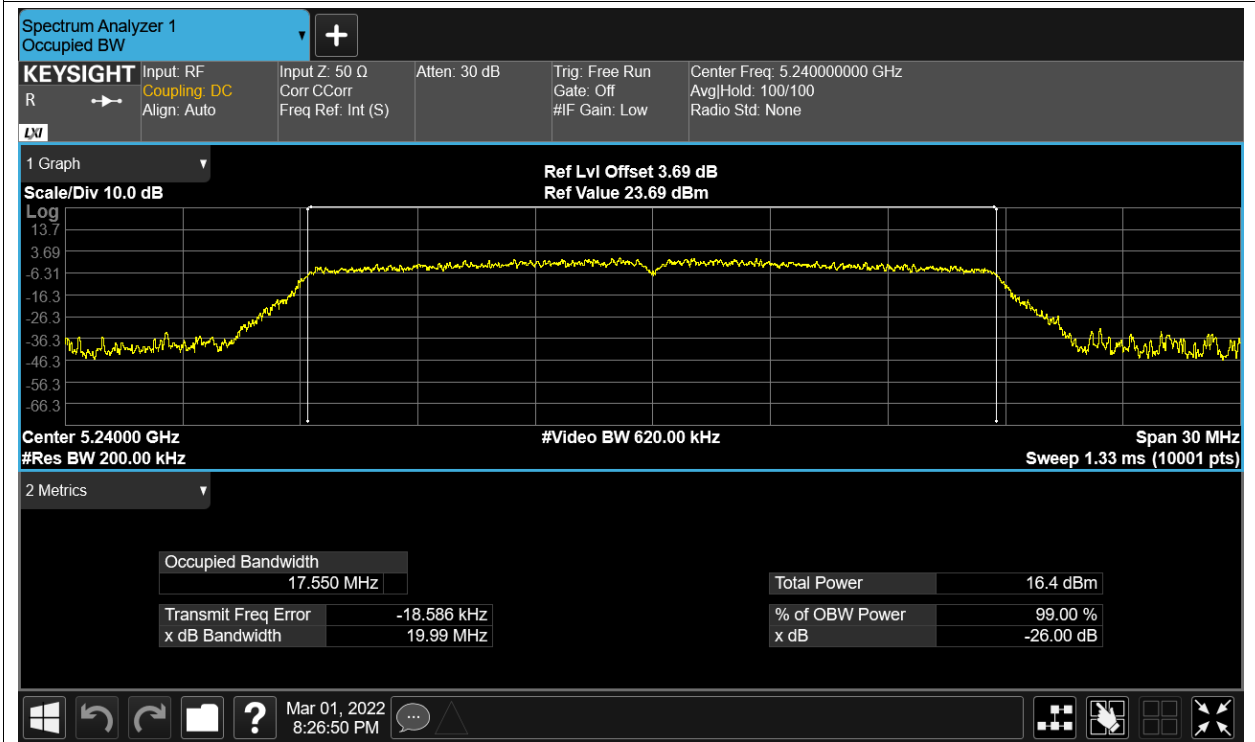 Spectrum Analyzer 1
Occupied BW
KEYSIGHT Input: RF Input Z: 50 Ω Atten: 30 dB Trig: Free Run Center Freq: 5.240000000 GHz
R Coupling: DC Corr CCorr Gate: Off Avg|Hold: 100/100
Align: Auto Freq Ref: Int (S) #IF Gain: Low Radio Std: None
LXI
1 Graph
Ref Lvl Offset 3.69 dB
Scale/Div 10.0 dB Ref Value 23.69 dBm
Log
13.7
3.69
-6.31
-16.3
-26.3
-36.3
-46.3
-56.3
-66.3
Center 5.24000 GHz #Video BW 620.00 kHz Span 30 MHz
#Res BW 200.00 kHz Sweep 1.33 ms (10001 pts)
2 Metrics
Occupied Bandwidth
17.550 MHz Total Power 16.4 dBm
Transmit Freq Error -18.586 kHz % of OBW Power 99.00 %
x dB Bandwidth 19.99 MHz x dB -26.00 dB
Mar 01, 2022
8:26:50 PM